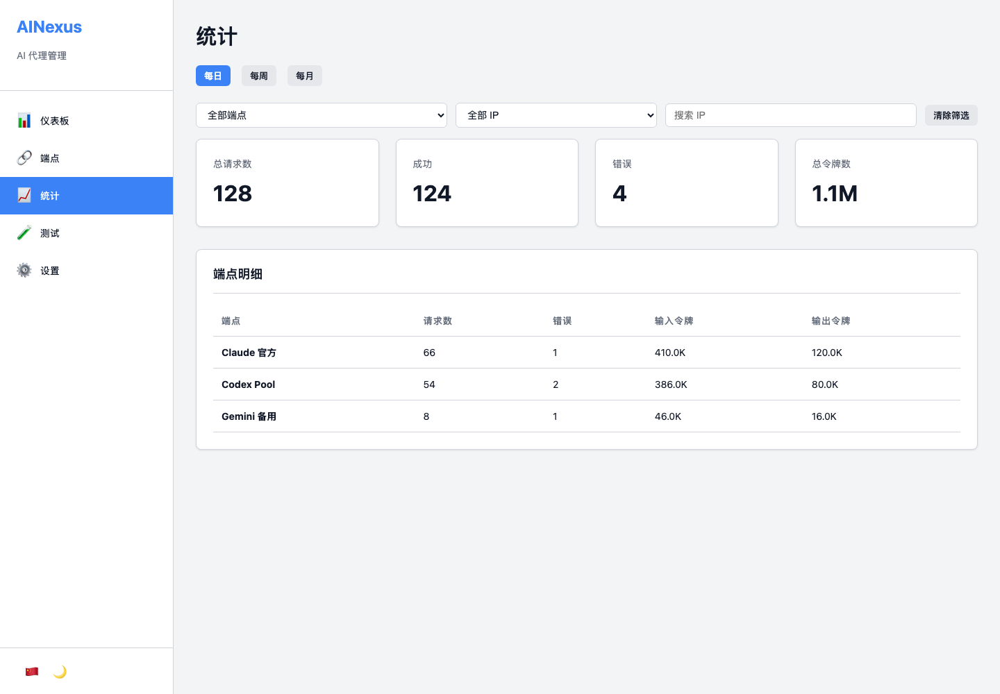 AINexus
AI 代理管理
仪表板
端点
统计
测试
设置
统计
每日 每周 每月
全部端点 全部 IP 搜索 IP 清除筛选
总请求数 成功 错误 总令牌数
128 124 4 1.1M
端点明细
端点 请求数 错误 输入令牌 输出令牌
Claude 官方 66 1 410.0K 120.0K
Codex Pool 54 2 386.0K 80.0K
Gemini 备用 8 1 46.0K 16.0K